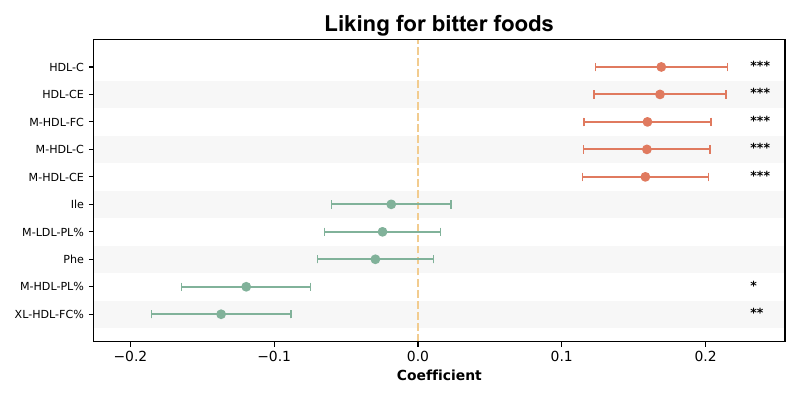 Liking for bitter foods
HDL-C ***
HDL-CE ***
M-HDL-FC ***
M-HDL-C ***
M-HDL-CE ***
Ile
M-LDL-PL%
Phe
M-HDL-PL% *
XL-HDL-FC% **
−0.2 −0.1 0.0 0.1 0.2
Coefficient